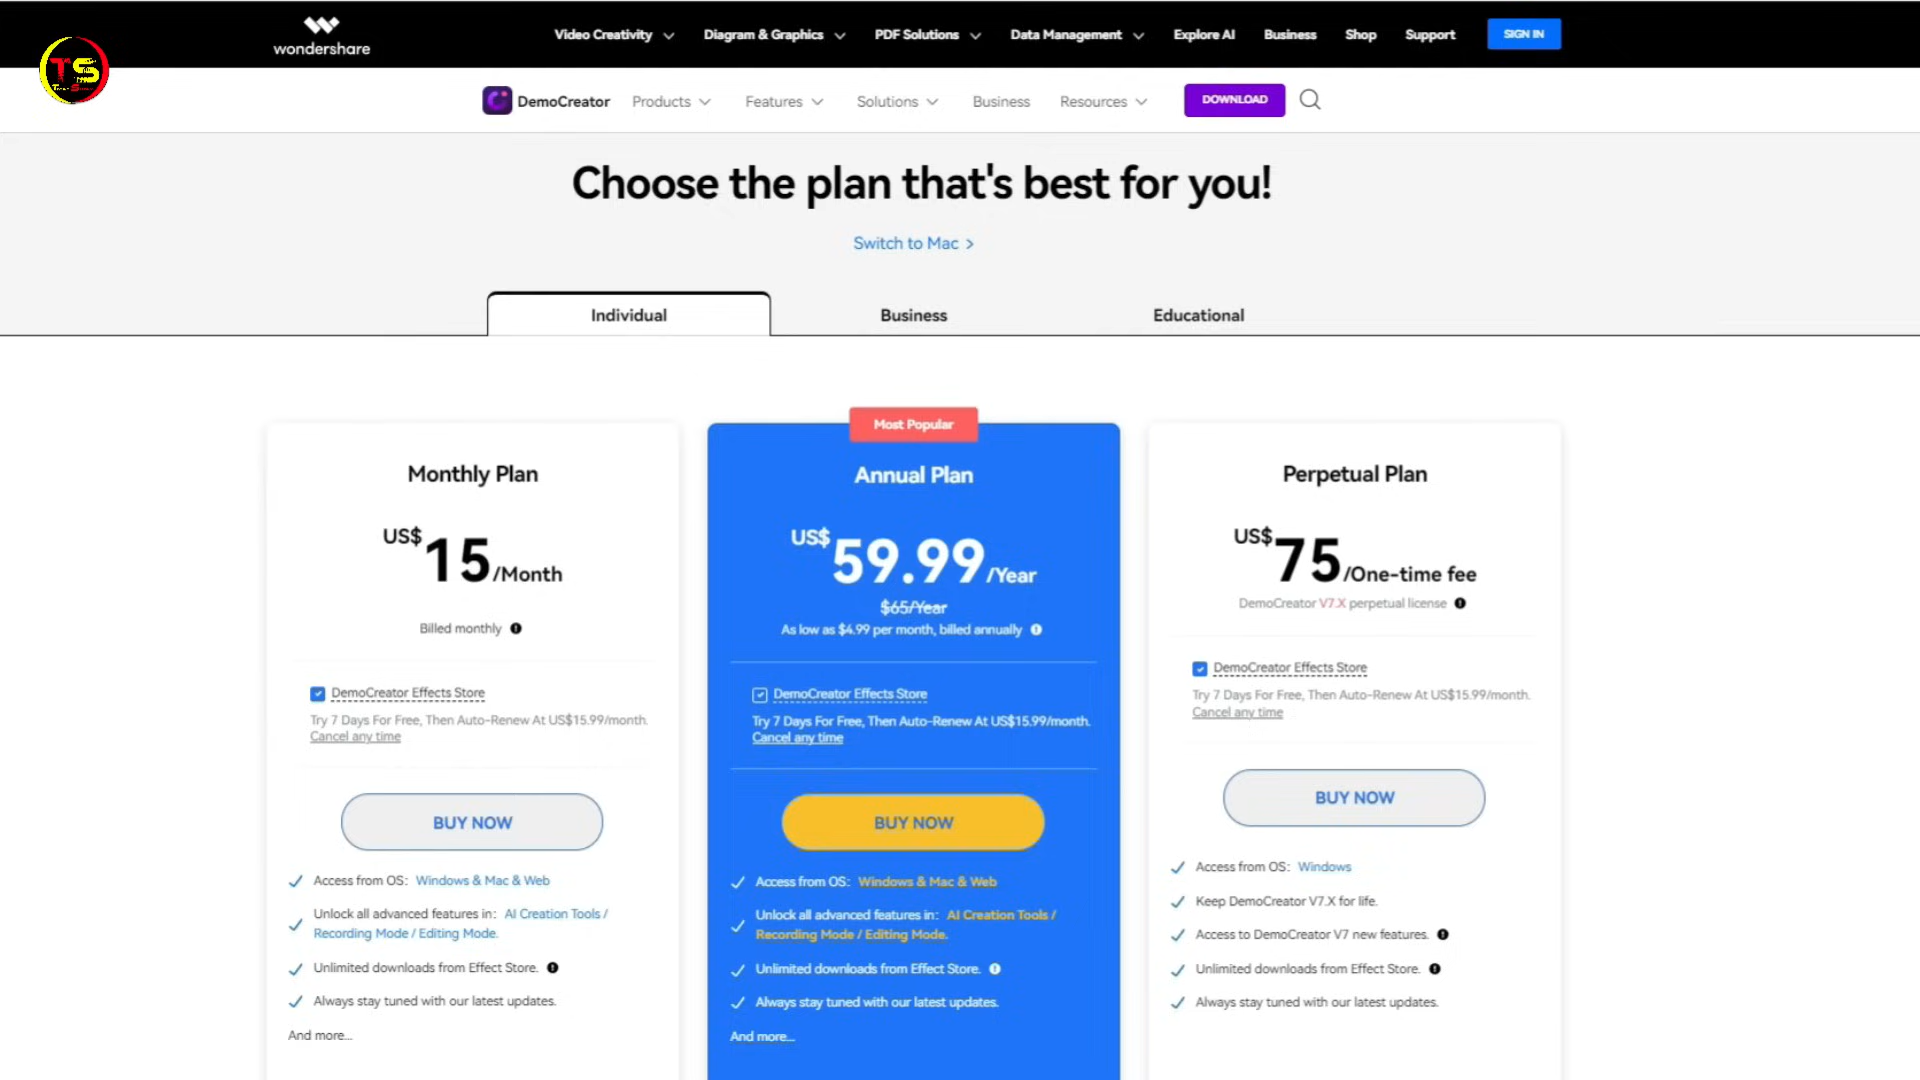 wondershare
Video Creativity
Diagram & Graphics
PDF Solutions
Data Management
Explore AI
Business
Shop
Support
SIGN IN
TS
DemoCreator
Products
Features
Solutions
Business
Resources
DOWNLOAD
Choose the plan that's best for you!
Switch to Mac >
Individual
Business
Educational
Monthly Plan
US$15/Month
Billed monthly
DemoCreator Effects Store
Try 7 Days For Free, Then Auto-Renew At US$15.99/month.
Cancel any time
BUY NOW
Access from OS: Windows & Mac & Web
Unlock all advanced features in: AI Creation Tools /
Recording Mode / Editing Mode.
Unlimited downloads from Effect Store.
Always stay tuned with our latest updates.
And more...
Most Popular
Annual Plan
US$59.99/Year
$65/Year
As low as $4.99 per month, billed annually
DemoCreator Effects Store
Try 7 Days For Free, Then Auto-Renew At US$15.99/month.
Cancel any time
BUY NOW
Access from OS: Windows & Mac & Web
Unlock all advanced features in: AI Creation Tools /
Recording Mode / Editing Mode.
Unlimited downloads from Effect Store.
Always stay tuned with our latest updates.
And more...
Perpetual Plan
US$75/One-time fee
DemoCreator V7.X perpetual license
DemoCreator Effects Store
Try 7 Days For Free, Then Auto-Renew At US$15.99/month.
Cancel any time
BUY NOW
Access from OS: Windows
Keep DemoCreator V7.X for life.
Access to DemoCreator V7 new features.
Unlimited downloads from Effect Store.
Always stay tuned with our latest updates.